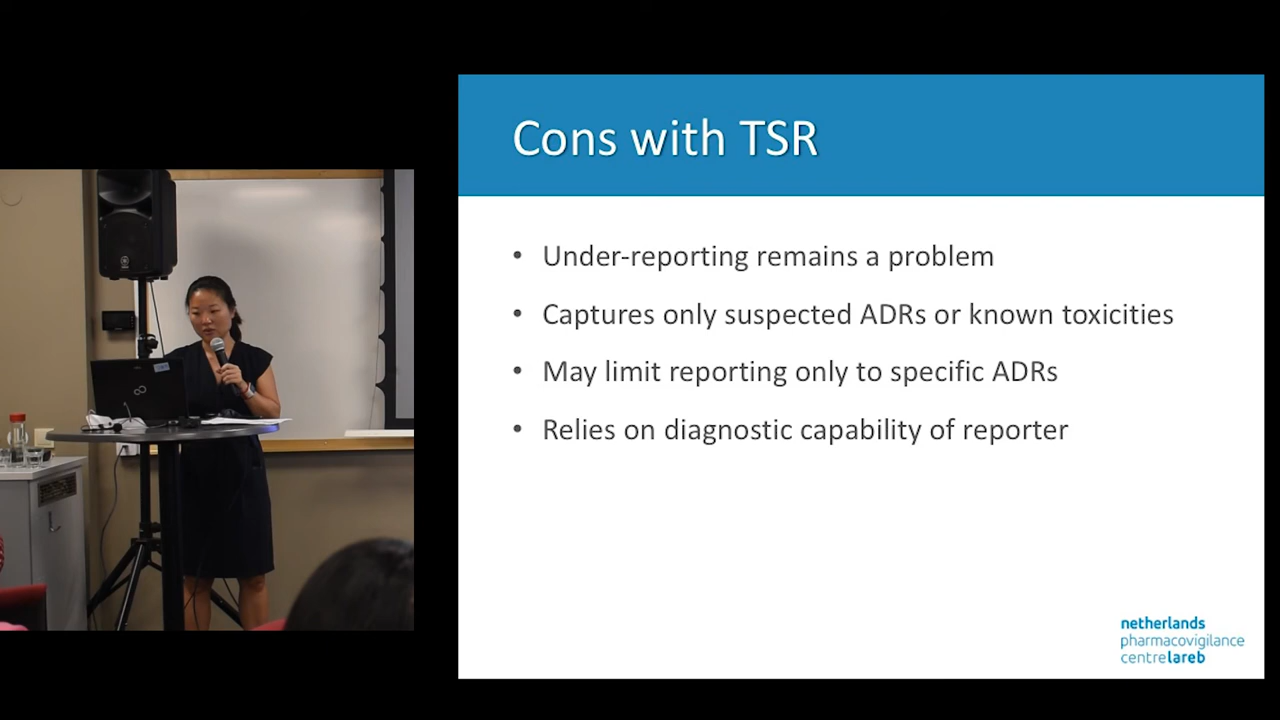 Cons with TSR
• Under-reporting remains a problem
• Captures only suspected ADRs or known toxicities
• May limit reporting only to specific ADRs
• Relies on diagnostic capability of reporter
netherlands
pharmacovigilance
centrelareb